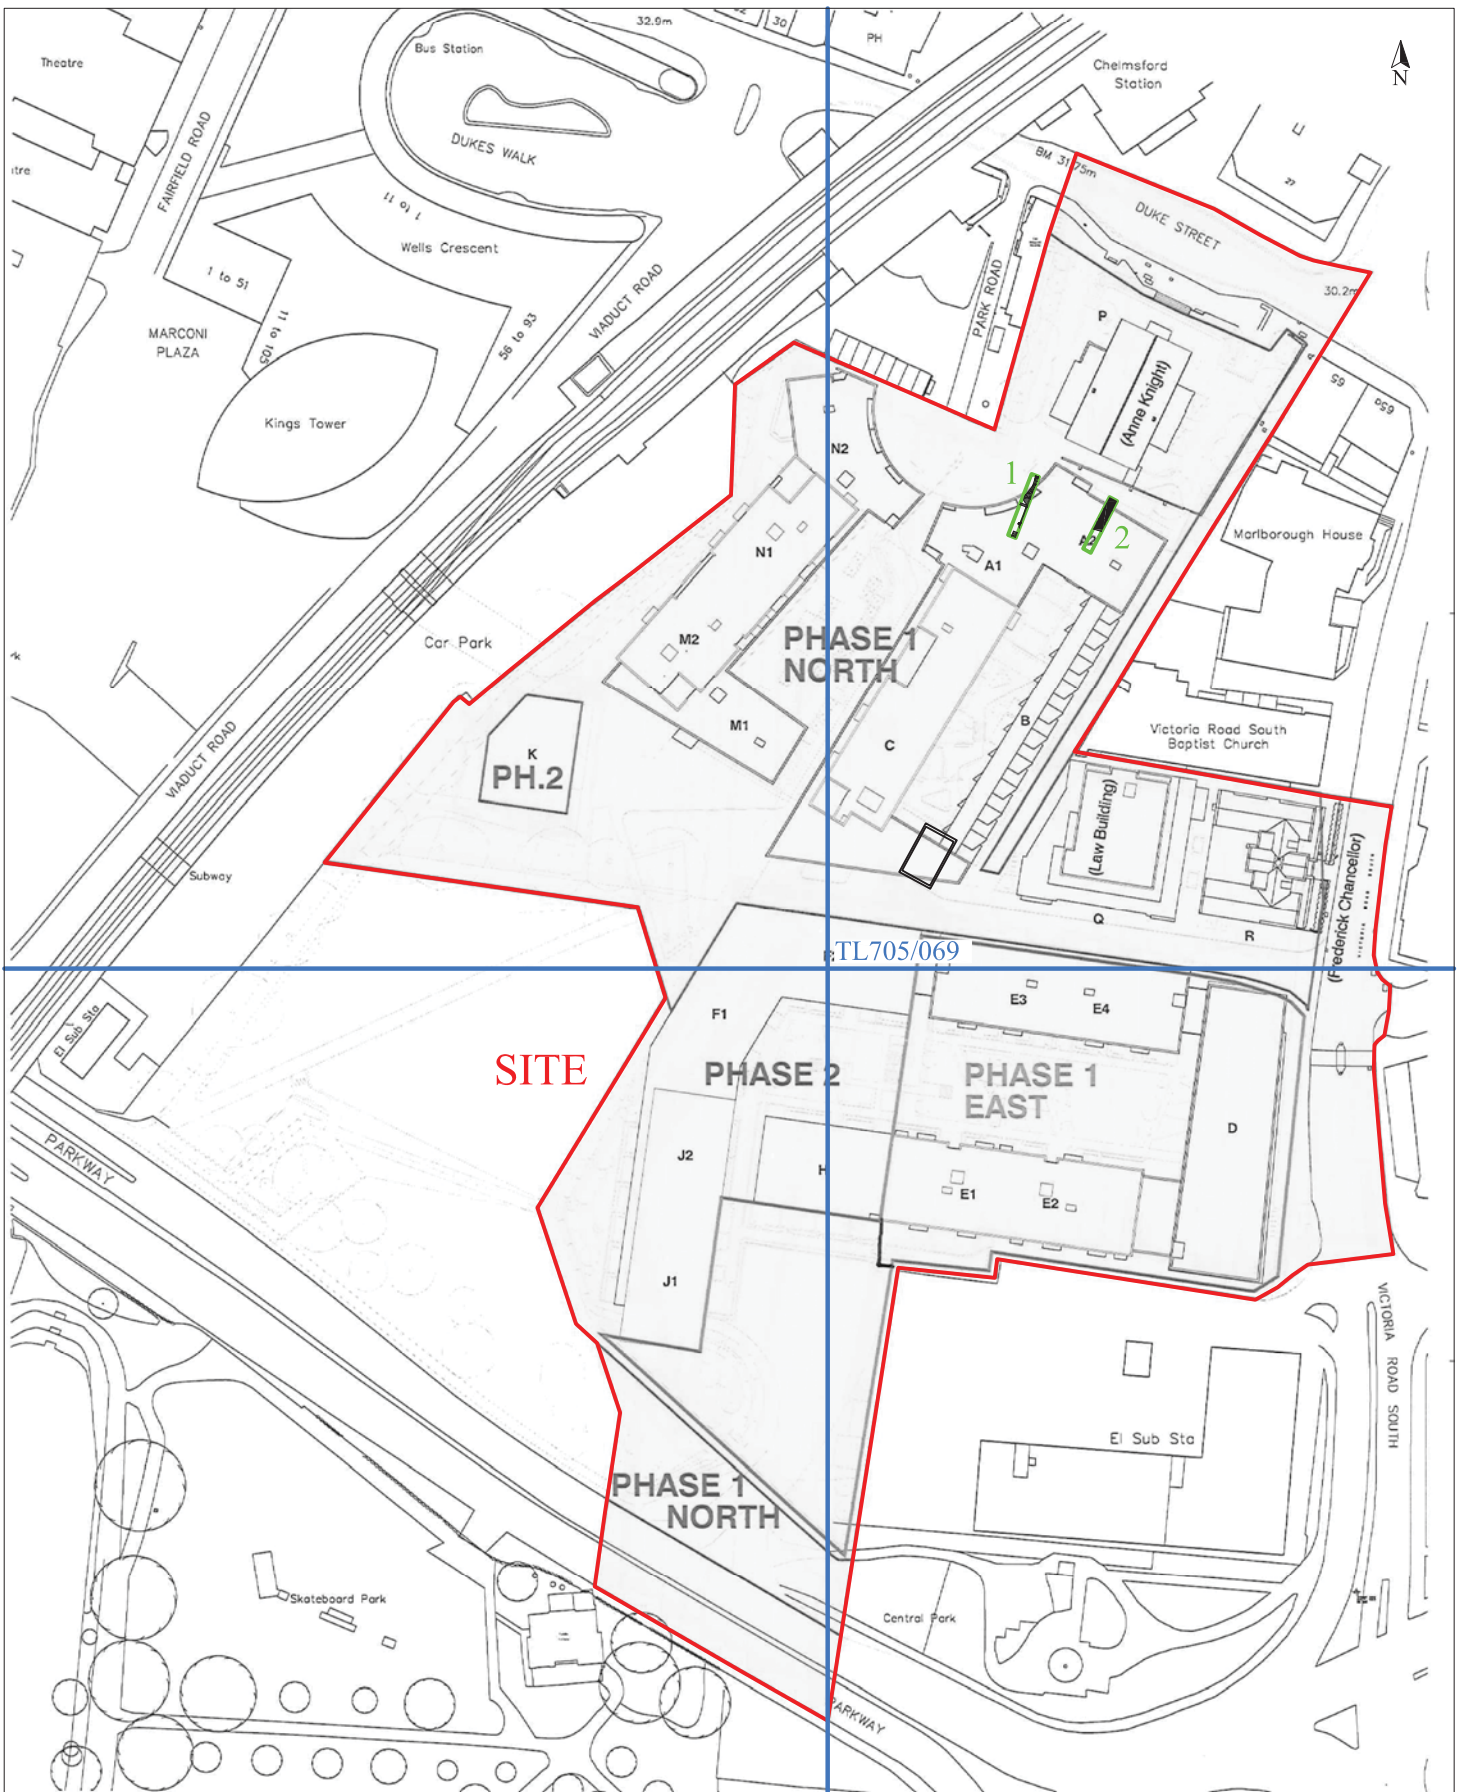 32.9m
30
PH
Bus Station
Theatre
Chelmsford
Station
N
DUKES WALK
FAIRFIELD ROAD
BM 31.75m
27
1 to 11
DUKE STREET
Wells Crescent
1 to 51
VIADUCT ROAD
PARK ROAD
30.2m
MARCONI
PLAZA
11 to 105
56 to 93
P
(Anne Knight)
65
65a
Kings Tower
N2
1
2
A2
Marlborough House
N1
A1
Car Park
M2
PHASE 1
NORTH
M1
B
C
Victoria Road South
Baptist Church
VIADUCT ROAD
K
PH.2
(Law Building)
(Frederick Chancellor)
VICTORIA ROAD SOUTH
Subway
Q
R
TL705/069
E3
E4
F1
El Sub Sta
SITE
PHASE 2
PHASE 1
EAST
D
PARKWAY
J2
H
E1
E2
J1
VICTORIA ROAD SOUTH
El Sub Sta
PHASE 1
NORTH
Skateboard Park
Central Park
PARKWAY